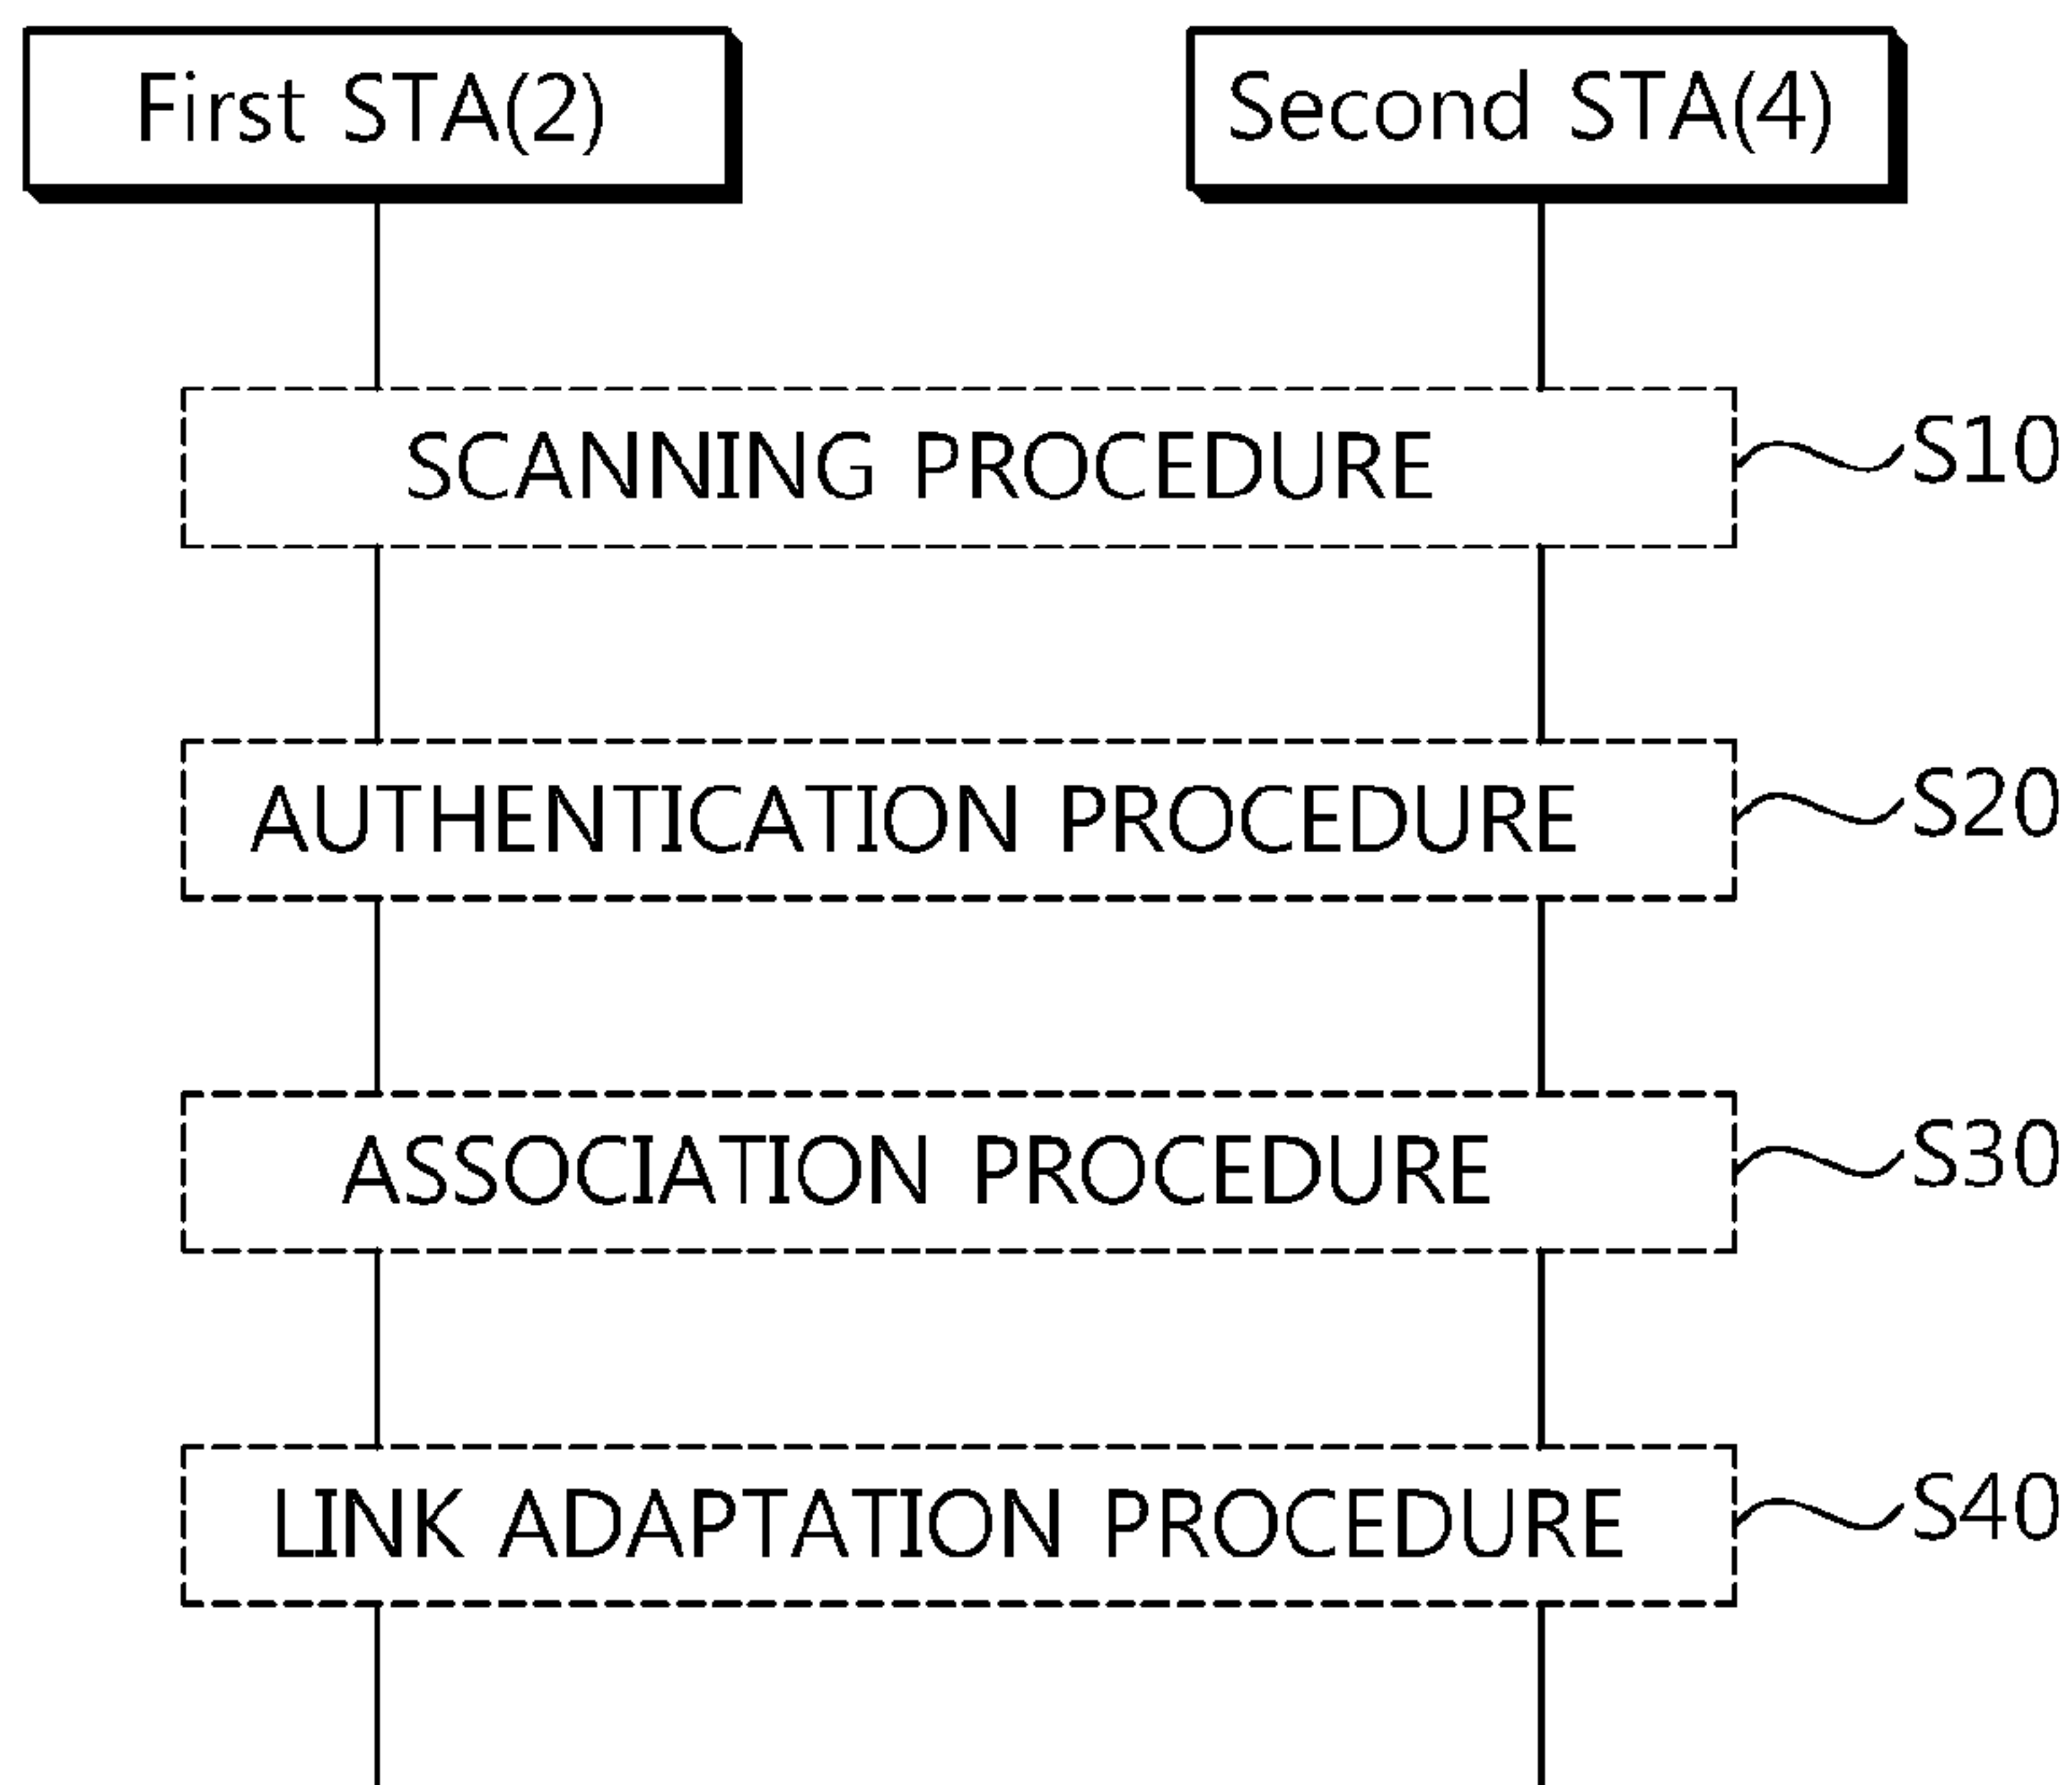 First STA(2)
Second STA(4)
SCANNING PROCEDURE
S10
AUTHENTICATION PROCEDURE
S20
ASSOCIATION PROCEDURE
S30
LINK ADAPTATION PROCEDURE
S40